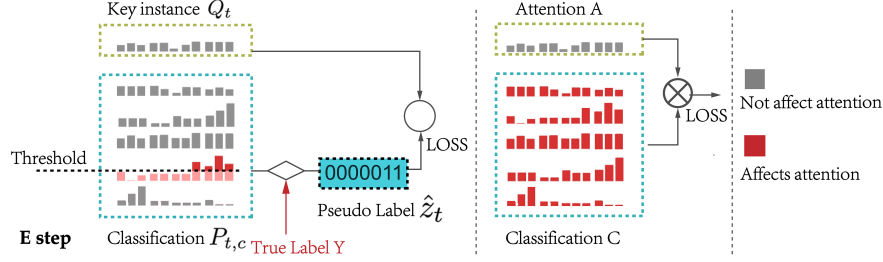 Key instance Q_t
Attention A
Threshold
0000011
LOSS
LOSS
Not affect attention
Affects attention
Pseudo Label ẑ_t
E step
Classification P_{t,c}
True Label Y
Classification C